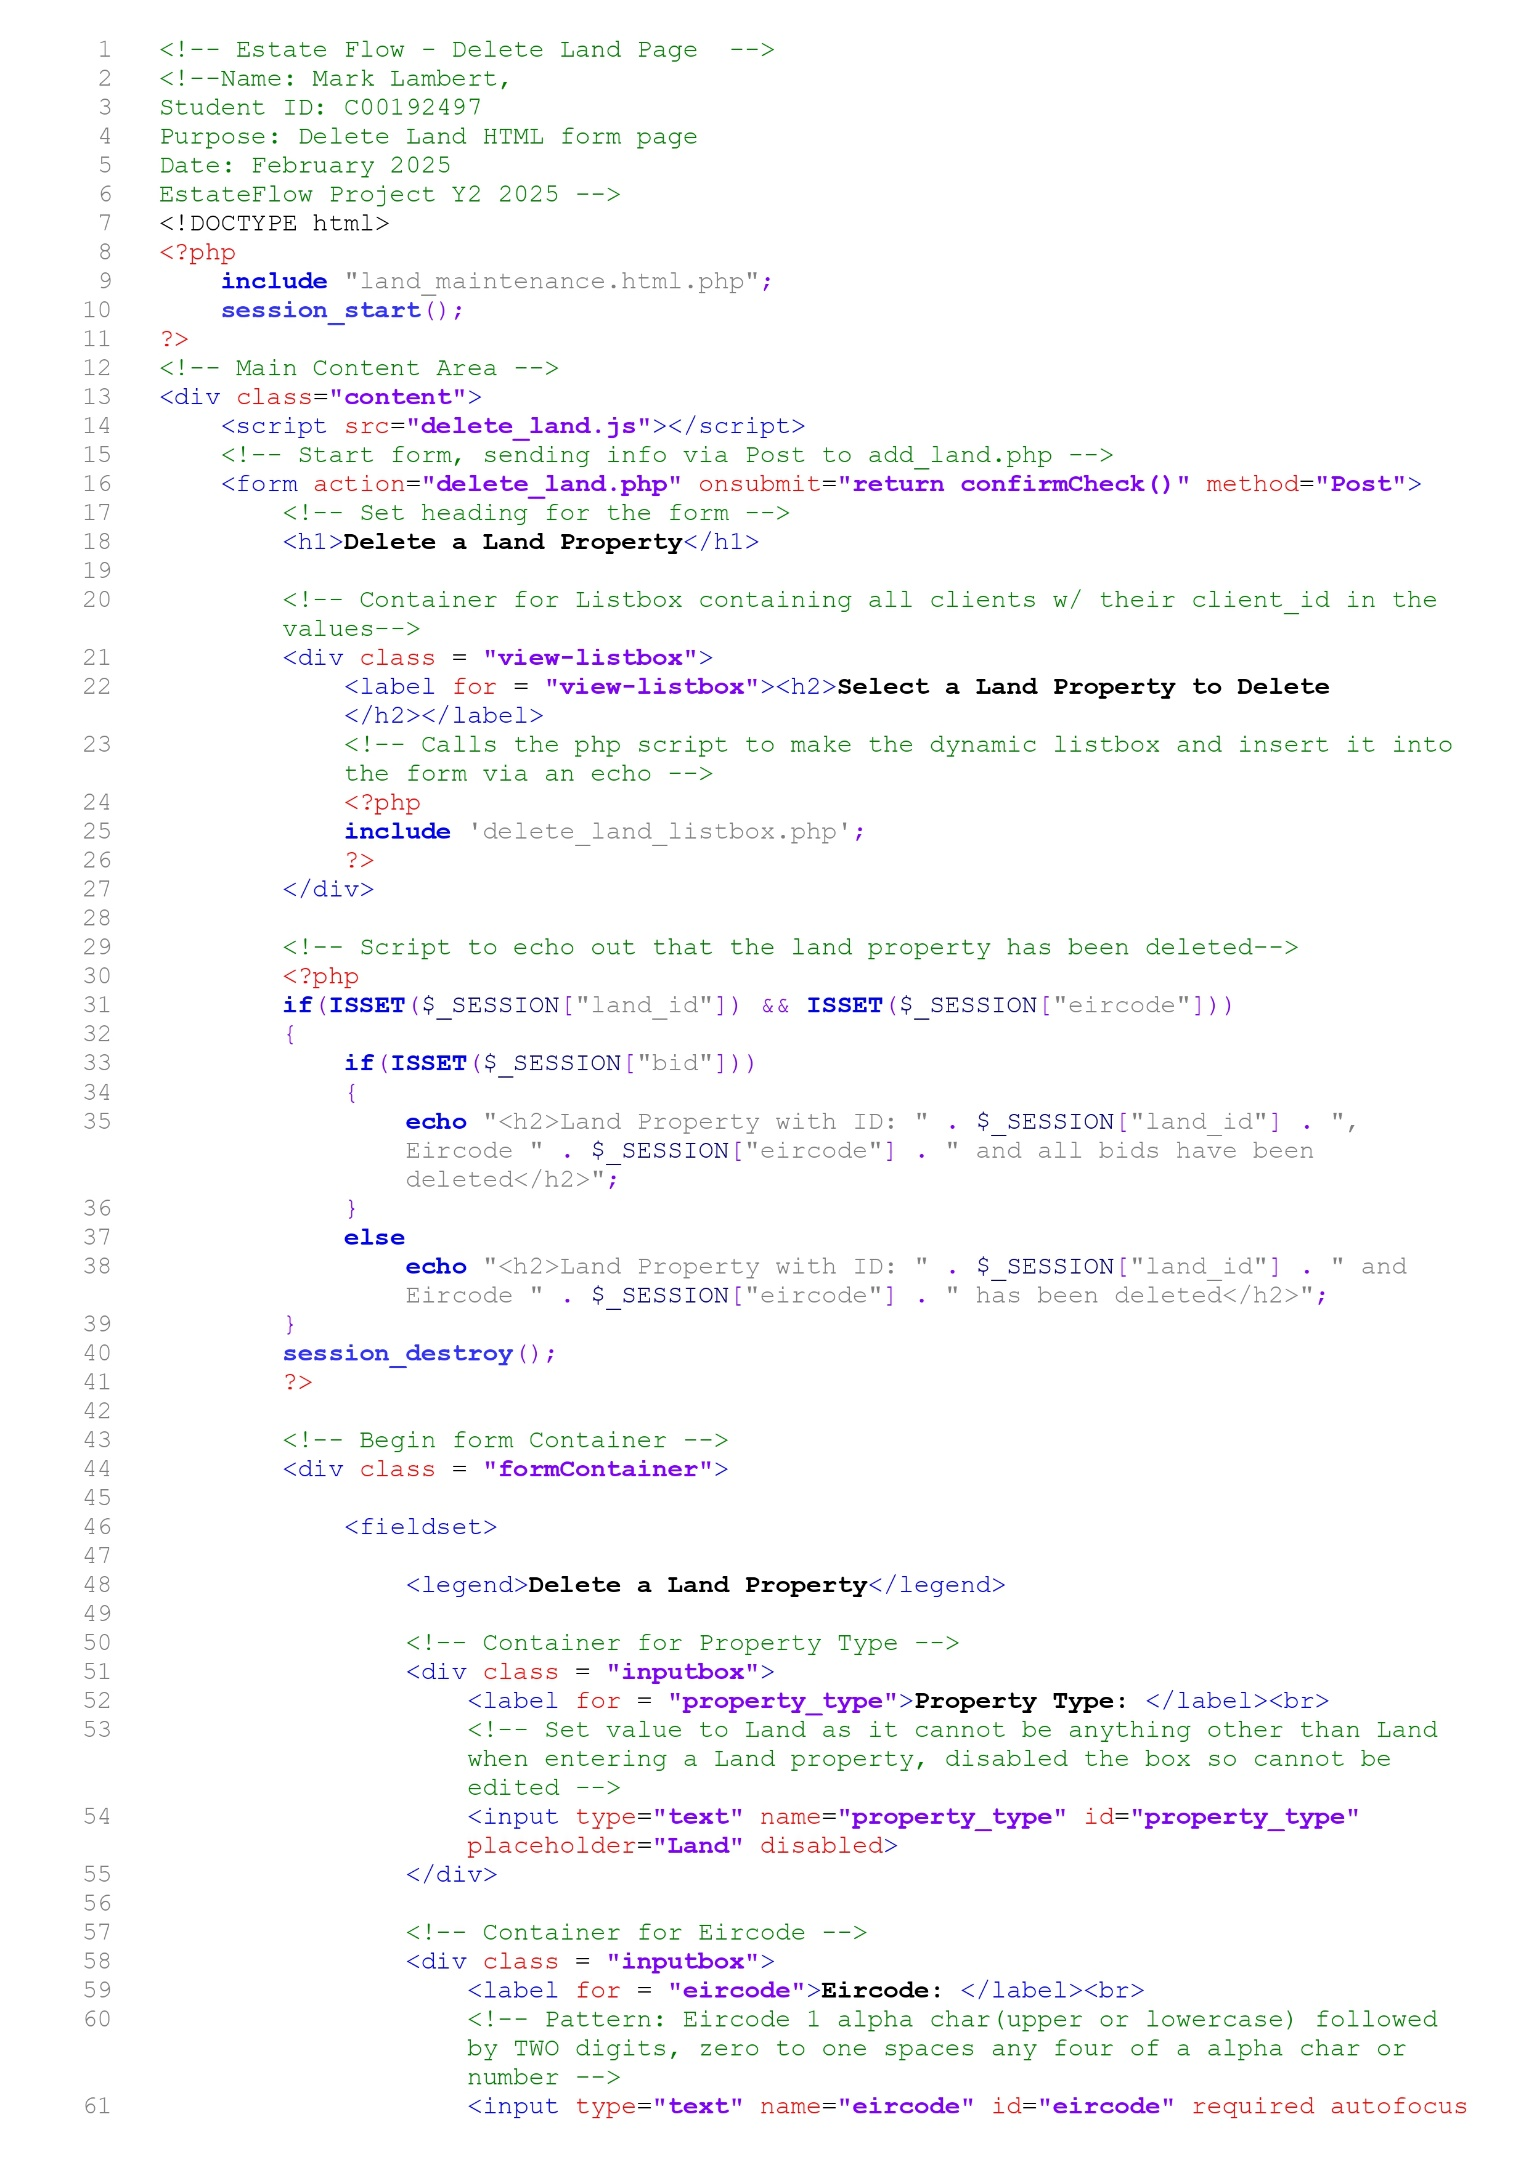 1 <!-- Estate Flow - Delete Land Page  -->
2 <!--Name: Mark Lambert,
3 Student ID: C00192497
4 Purpose: Delete Land HTML form page
5 Date: February 2025
6 EstateFlow Project Y2 2025 -->
7 <!DOCTYPE html>
8 <?php
9     include "land_maintenance.html.php";
10     session_start();
11 ?>
12 <!-- Main Content Area -->
13 <div class="content">
14     <script src="delete_land.js"></script>
15     <!-- Start form, sending info via Post to add_land.php -->
16     <form action="delete_land.php" onsubmit="return confirmCheck()" method="Post">
17         <!-- Set heading for the form -->
18         <h1>Delete a Land Property</h1>
19
20         <!-- Container for Listbox containing all clients w/ their client_id in the
values-->
21         <div class = "view-listbox">
22             <label for = "view-listbox"><h2>Select a Land Property to Delete
</h2></label>
23             <!-- Calls the php script to make the dynamic listbox and insert it into
the form via an echo -->
24             <?php
25             include 'delete_land_listbox.php';
26             ?>
27         </div>
28
29         <!-- Script to echo out that the land property has been deleted-->
30         <?php
31         if(ISSET($_SESSION["land_id"]) && ISSET($_SESSION["eircode"]))
32         {
33             if(ISSET($_SESSION["bid"]))
34             {
35                 echo "<h2>Land Property with ID: " . $_SESSION["land_id"] . ",
Eircode " . $_SESSION["eircode"] . " and all bids have been
deleted</h2>";
36             }
37             else
38                 echo "<h2>Land Property with ID: " . $_SESSION["land_id"] . " and
Eircode " . $_SESSION["eircode"] . " has been deleted</h2>";
39         }
40         session_destroy();
41         ?>
42
43         <!-- Begin form Container -->
44         <div class = "formContainer">
45
46             <fieldset>
47
48                 <legend>Delete a Land Property</legend>
49
50                 <!-- Container for Property Type -->
51                 <div class = "inputbox">
52                     <label for = "property_type">Property Type: </label><br>
53                     <!-- Set value to Land as it cannot be anything other than Land
when entering a Land property, disabled the box so cannot be
edited -->
54                     <input type="text" name="property_type" id="property_type"
placeholder="Land" disabled>
55                 </div>
56
57                 <!-- Container for Eircode -->
58                 <div class = "inputbox">
59                     <label for = "eircode">Eircode: </label><br>
60                     <!-- Pattern: Eircode 1 alpha char(upper or lowercase) followed
by TWO digits, zero to one spaces any four of a alpha char or
number -->
61                     <input type="text" name="eircode" id="eircode" required autofocus